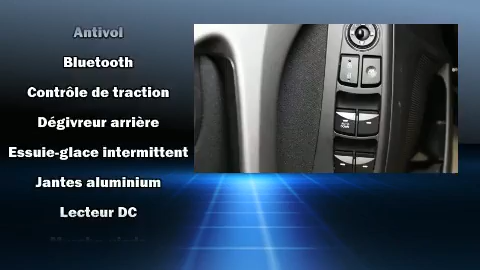 Antivol
Bluetooth
Contrôle de traction
Dégivreur arrière
Essuie-glace intermittent
Jantes aluminium
Lecteur DC